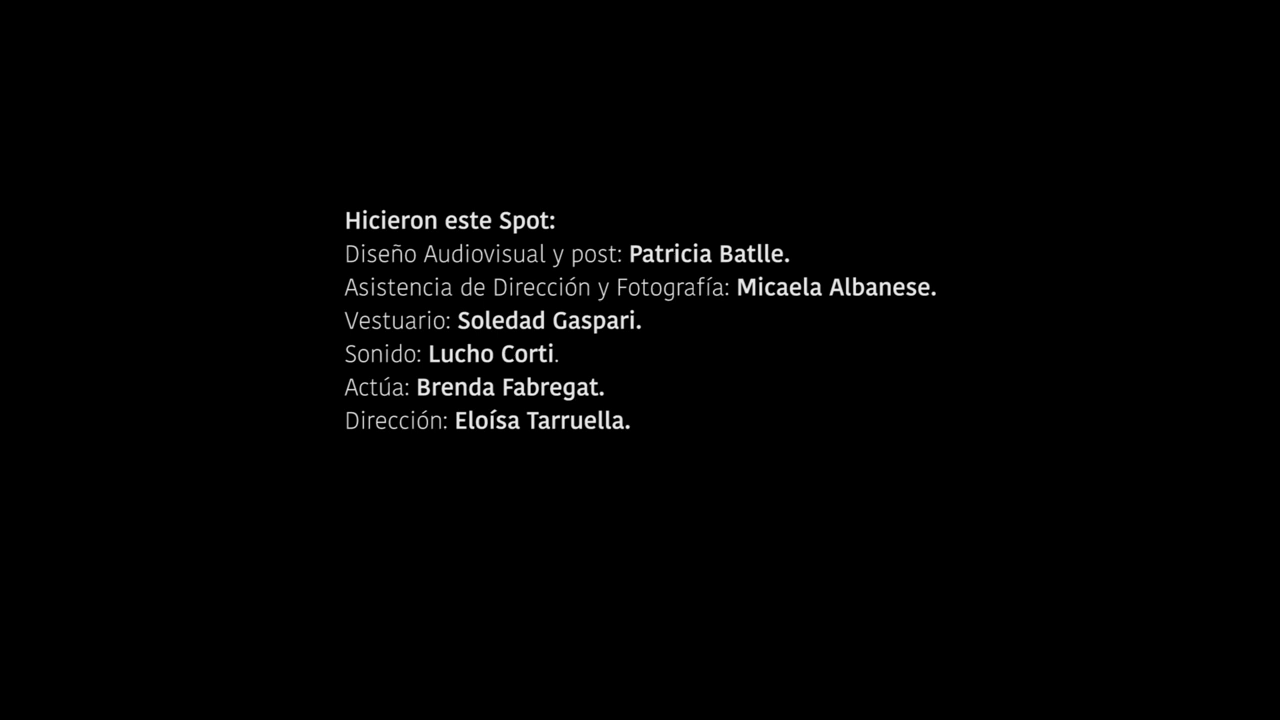 Hicieron este Spot:
Diseño Audiovisual y post: Patricia Batlle.
Asistencia de Dirección y Fotografía: Micaela Albanese.
Vestuario: Soledad Gaspari.
Sonido: Lucho Corti.
Actúa: Brenda Fabregat.
Dirección: Eloísa Tarruella.